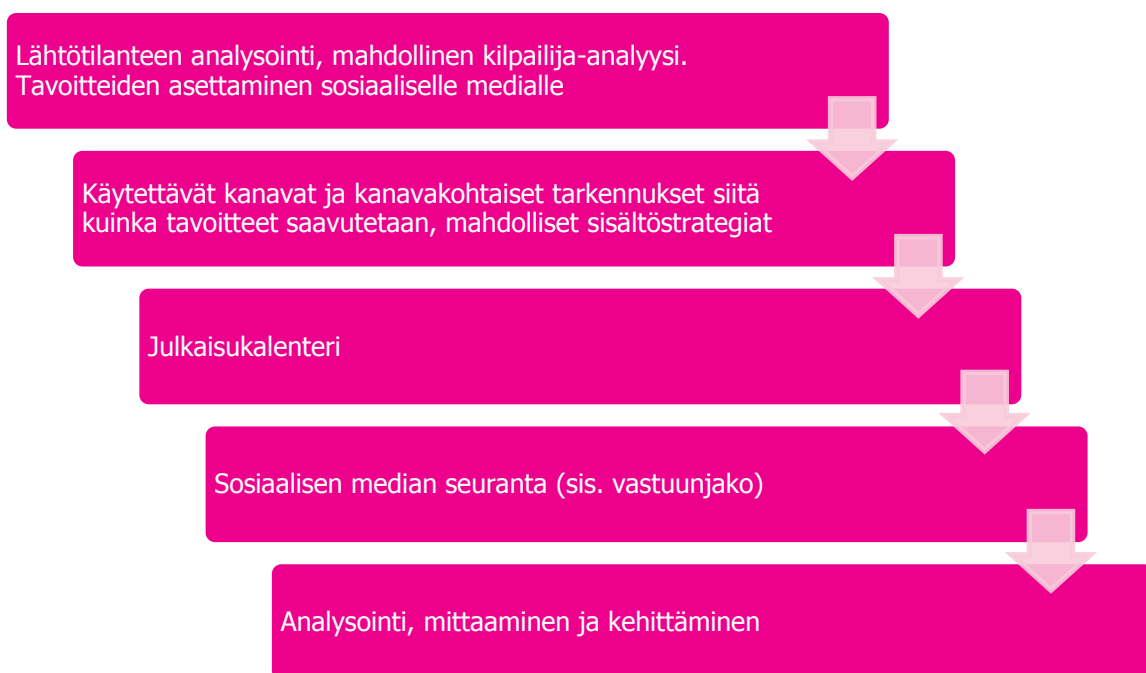 Lähtötilanteen analysointi, mahdollinen kilpailija-analyysi.
Tavoitteiden asettaminen sosiaaliselle medialle
Käytettävät kanavat ja kanavakohtaiset tarkennukset siitä
kuinka tavoitteet saavutetaan, mahdolliset sisältöstrategiat
Julkaisukalenteri
Sosiaalisen median seuranta (sis. vastuunjako)
Analysointi, mittaaminen ja kehittäminen